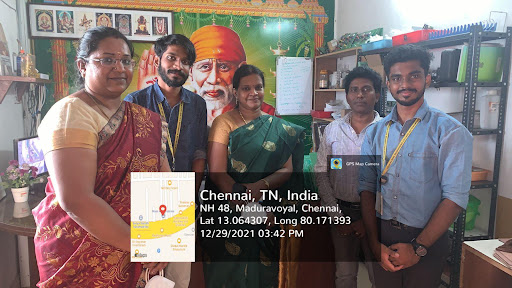 GPS Map Camera
Chennai, TN, India
NH 48, Maduravoyal, Chennai,
Lat 13.064307, Long 80.171393
12/29/2021 03:42 PM